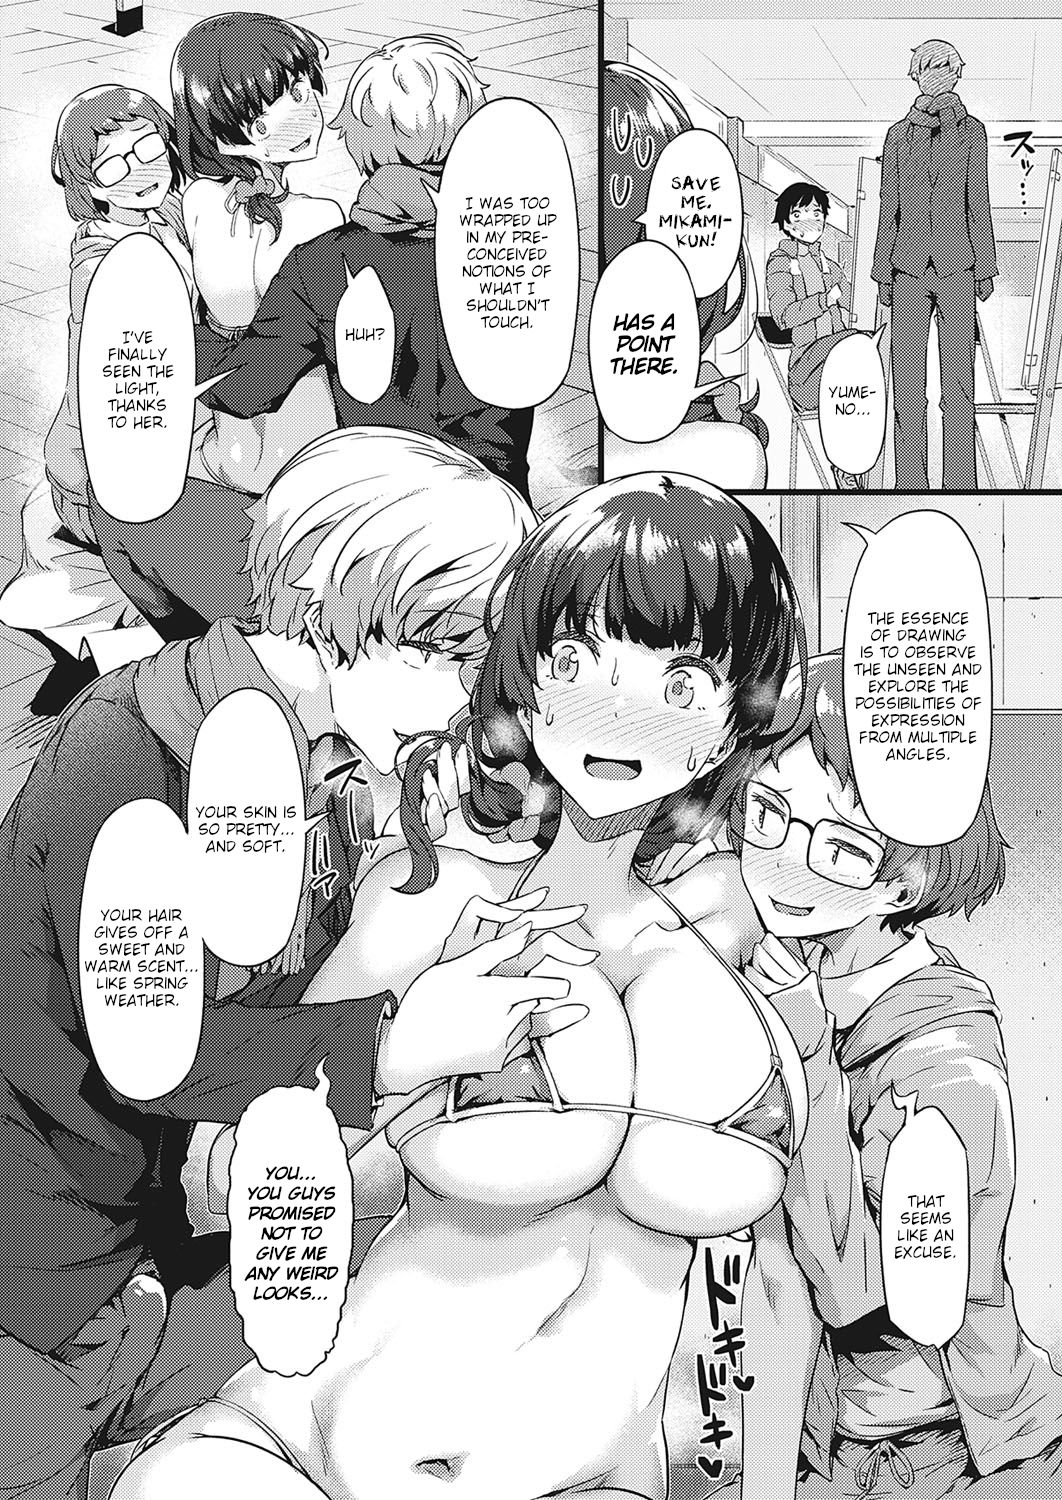 スッ…
SAVE
ME,
MIKAMI-
KUN!
HAS A
POINT
THERE.
YUME-
NO...
I WAS TOO
WRAPPED UP
IN MY PRE-
CONCEIVED
NOTIONS OF
WHAT I
SHOULDN'T
TOUCH.
HUH?
I'VE
FINALLY
SEEN THE
LIGHT,
THANKS
TO HER.
THE ESSENCE
OF DRAWING
IS TO OBSERVE
THE UNSEEN AND
EXPLORE THE
POSSIBILITIES OF
EXPRESSION
FROM MULTIPLE
ANGLES.
YOUR SKIN IS
SO PRETTY...
AND SOFT.
YOUR HAIR
GIVES OFF A
SWEET AND
WARM SCENT...
LIKE SPRING
WEATHER.
THAT
SEEMS
LIKE AN
EXCUSE.
YOU...
YOU GUYS
PROMISED
NOT TO
GIVE ME
ANY WEIRD
LOOKS...
ドキ♥
ドキ♥